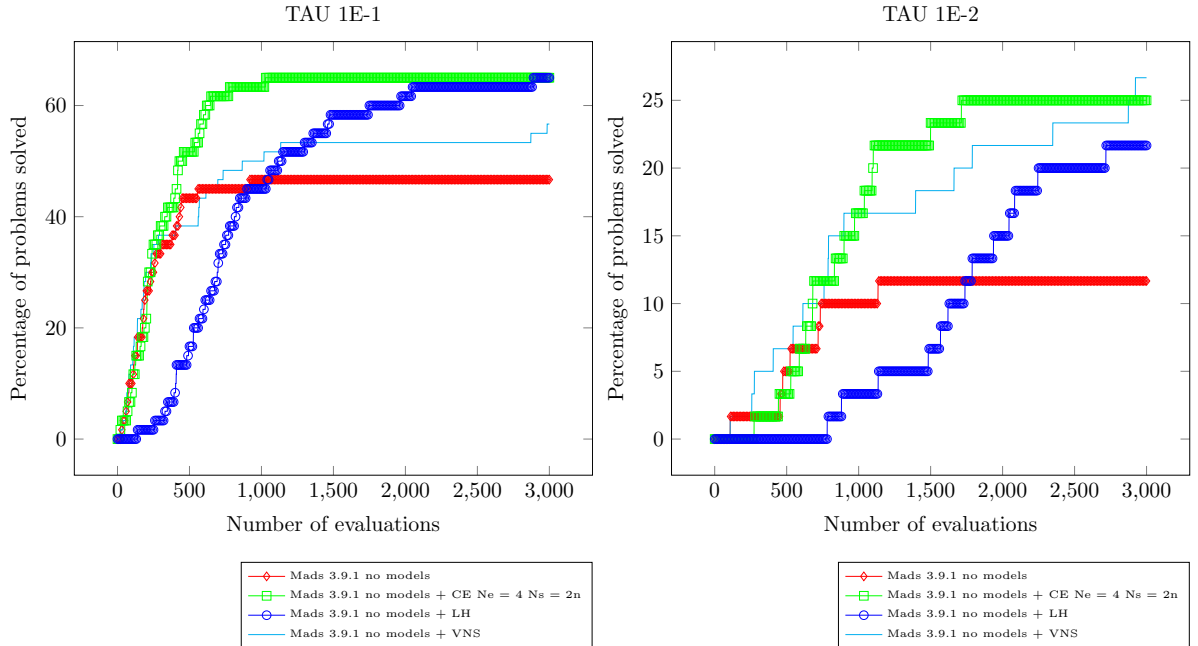 TAU 1E-1
Percentage of problems solved
60
40
20
0
0 500 1,000 1,500 2,000 2,500 3,000
Number of evaluations
Mads 3.9.1 no models
Mads 3.9.1 no models + CE Ne = 4 Ns = 2n
Mads 3.9.1 no models + LH
Mads 3.9.1 no models + VNS
TAU 1E-2
Percentage of problems solved
25
20
15
10
5
0
0 500 1,000 1,500 2,000 2,500 3,000
Number of evaluations
Mads 3.9.1 no models
Mads 3.9.1 no models + CE Ne = 4 Ns = 2n
Mads 3.9.1 no models + LH
Mads 3.9.1 no models + VNS